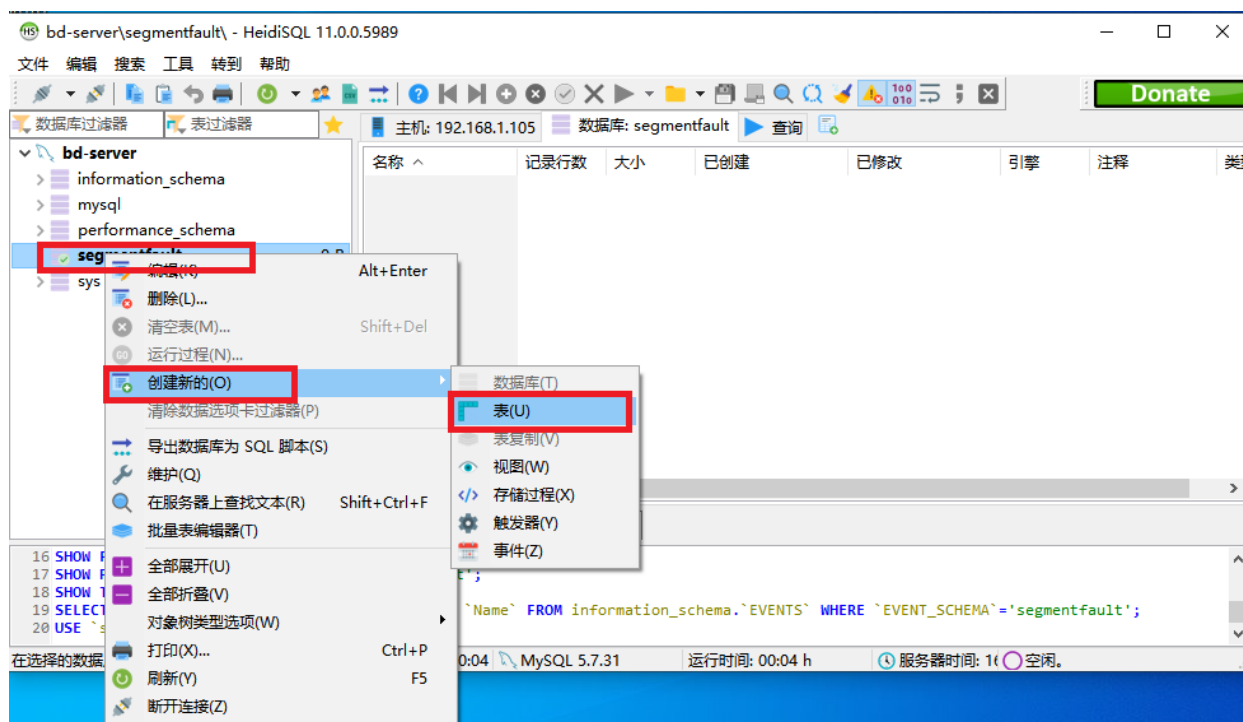 bd-server\segmentfault\ - HeidiSQL 11.0.0.5989
文件 编辑 搜索 工具 转到 帮助
Donate
数据库过滤器 表过滤器 主机: 192.168.1.105 数据库: segmentfault 查询
bd-server
名称 记录行数 大小 已创建 已修改 引擎 注释
information_schema
mysql
performance_schema
segmentfault
sys
编辑(K) Alt+Enter
删除(L)...
清空表(M)... Shift+Del
运行过程(N)...
创建新的(O)
清除数据选项卡过滤器(P)
导出数据库为 SQL 脚本(S)
维护(Q)
在服务器上查找文本(R) Shift+Ctrl+F
批量表编辑器(T)
全部展开(U)
全部折叠(V)
对象树类型选项(W)
打印(X)... Ctrl+P
刷新(Y) F5
断开连接(Z)
数据库(T)
表(U)
表复制(V)
视图(W)
存储过程(X)
触发器(Y)
事件(Z)
16 SHOW
17 SHOW
18 SHOW
19 SELECT `Name` FROM information_schema.`EVENTS` WHERE `EVENT_SCHEMA`='segmentfault';
20 USE
在选择的数据 0:04 MySQL 5.7.31 运行时间: 00:04 h 服务器时间: 空闲。